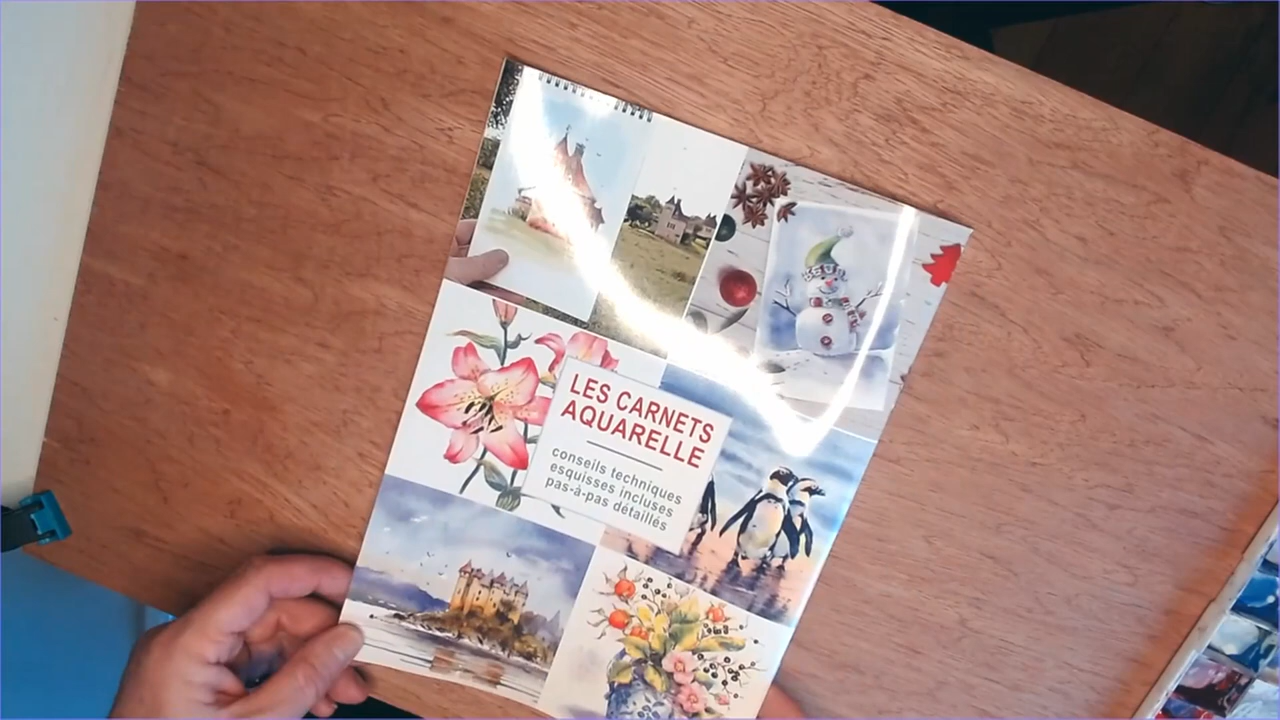 LES CARNETS
AQUARELLE
conseils techniques
esquisses incluses
pas-à-pas détaillés